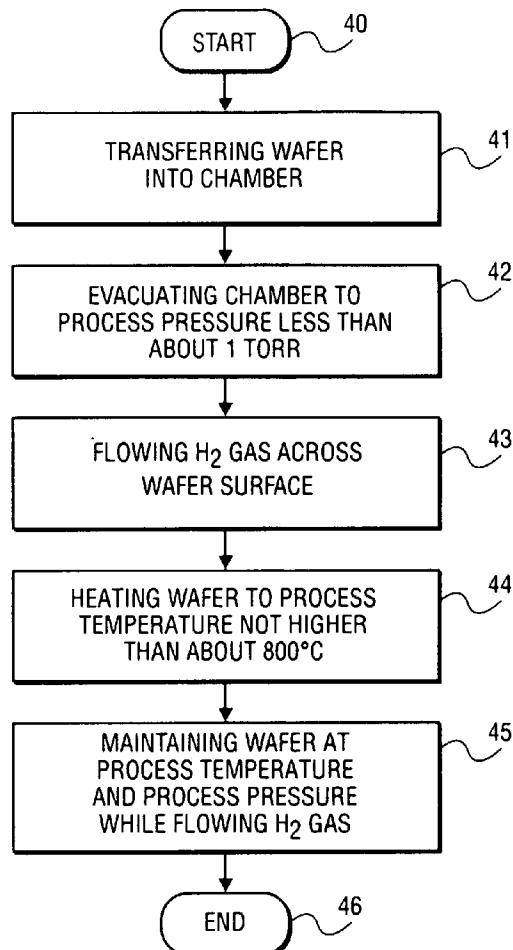 START
40
TRANSFERRING WAFER
INTO CHAMBER
41
EVACUATING CHAMBER TO
PROCESS PRESSURE LESS THAN
ABOUT 1 TORR
42
FLOWING H2 GAS ACROSS
WAFER SURFACE
43
HEATING WAFER TO PROCESS
TEMPERATURE NOT HIGHER
THAN ABOUT 800°C
44
MAINTAINING WAFER AT
PROCESS TEMPERATURE
AND PROCESS PRESSURE
WHILE FLOWING H2 GAS
45
END
46